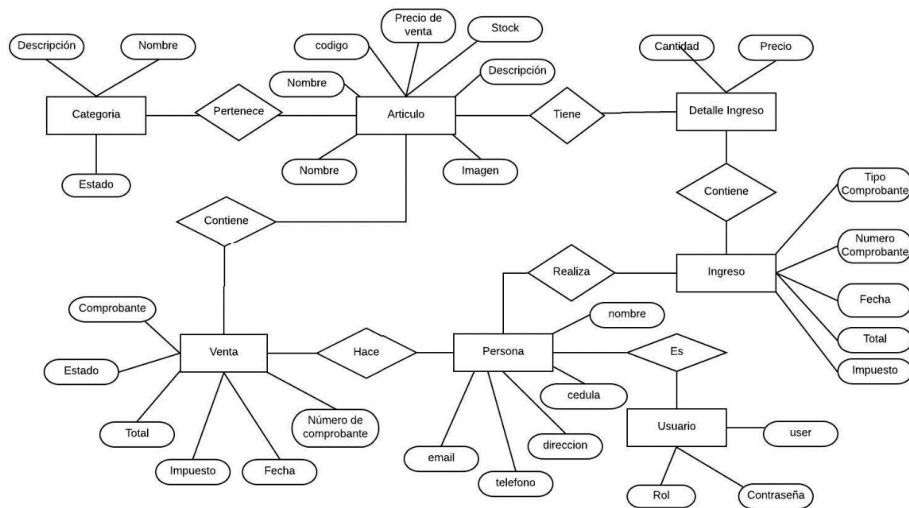 Precio de
venta
Stock
codigo
Descripción
Nombre
Cantidad
Precio
Nombre
Descripción
Categoria
Pertenece
Articulo
Tiene
Detalle Ingreso
Estado
Nombre
Imagen
Tipo
Comprobante
Contiene
Contiene
Numero
Comprobante
Realiza
Ingreso
Fecha
Comprobante
nombre
Total
Estado
Venta
Hace
Persona
Es
Impuesto
cedula
Total
Número de
comprobante
Usuario
user
Impuesto
Fecha
email
direccion
telefono
Rol
Contraseña